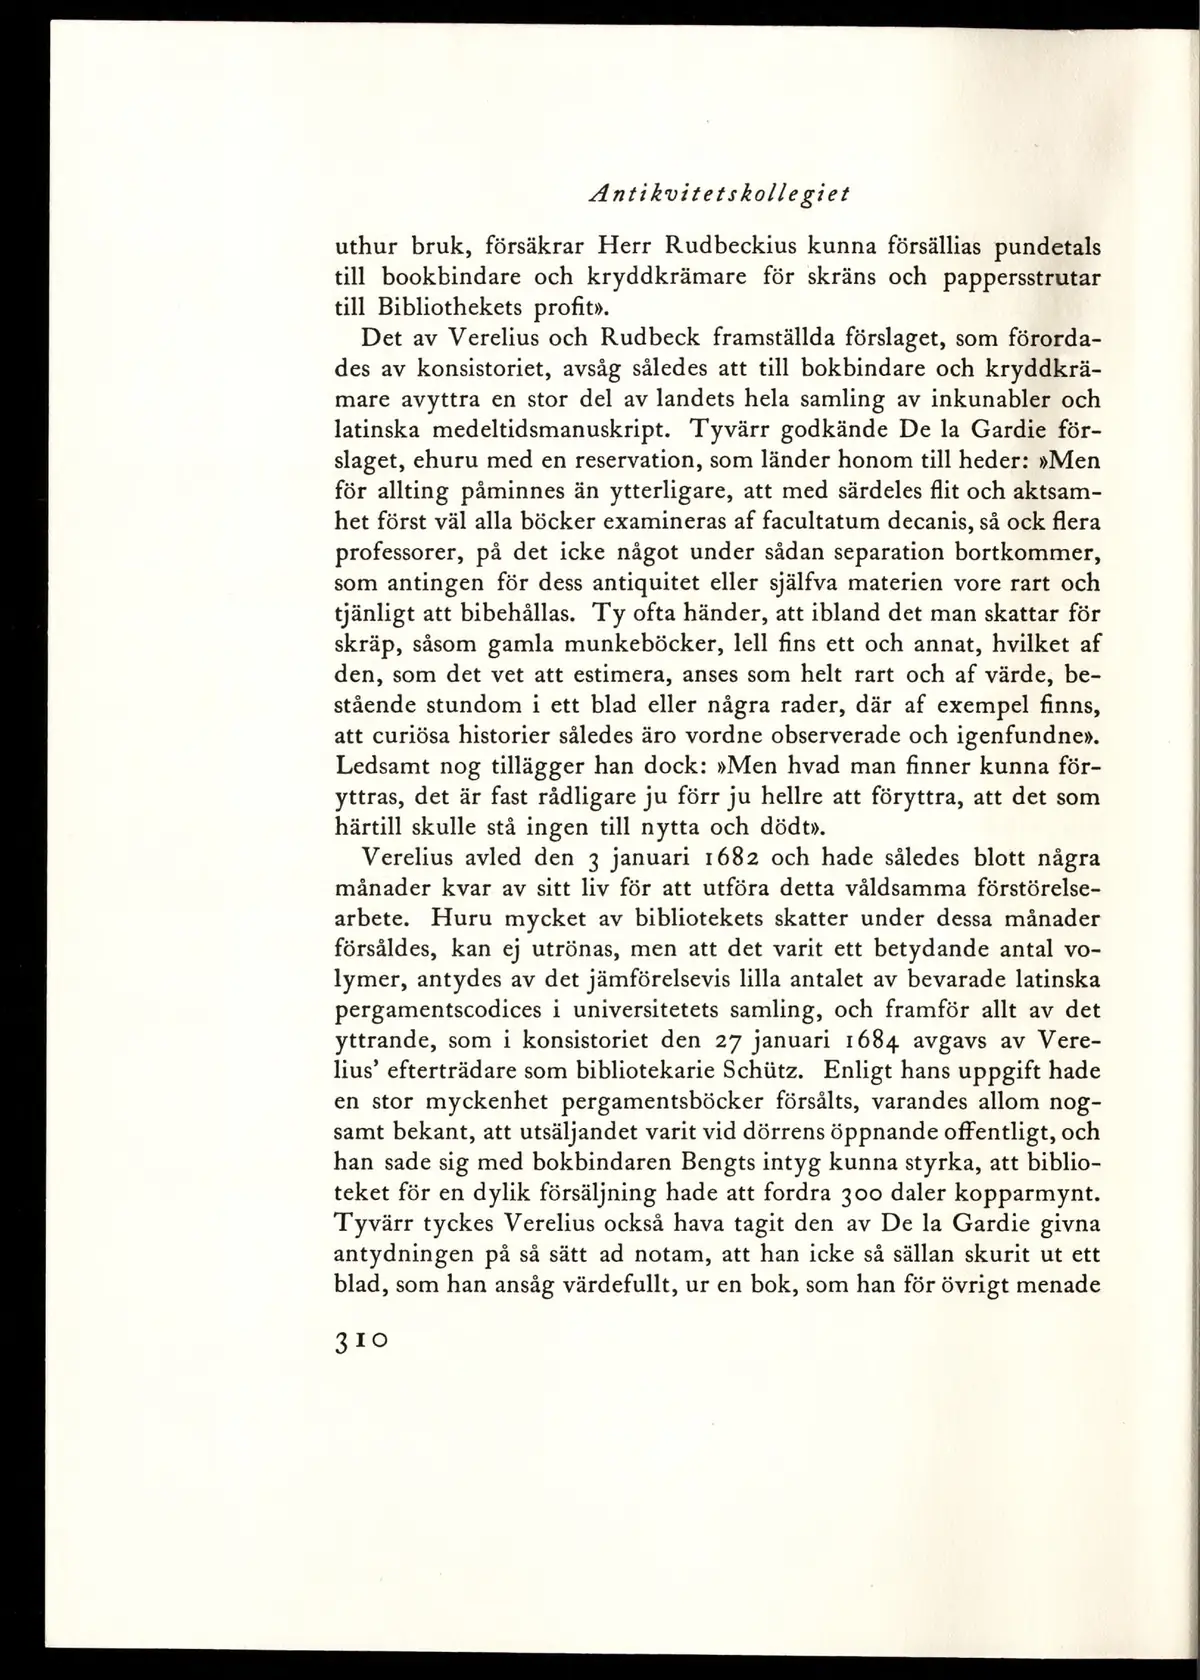 Antikvitetskollegiet
uthur bruk, försäkrar Herr Rudbeckius kunna försällias pundetals
till bookbindare och kryddkrämare för skräns och pappersstrutar
till Bibliothekets profit».
Det av Verelius och Rudbeck framställda förslaget, som förorda-
des av konsistoriet, avsåg således att till bokbindare och kryddkrä-
mare avyttra en stor del av landets hela samling av inkunabler och
latinska medeltidsmanuskript. Tyvärr godkände De la Gardie för-
slaget, ehuru med en reservation, som länder honom till heder: »Men
för allting påminnes än ytterligare, att med särdeles flit och aktsam-
het först väl alla böcker examineras af facultatum decanis, så ock flera
professorer, på det icke något under sådan separation bortkommer,
som antingen för dess antiquitet eller själfva materien vore rart och
tjänligt att bibehållas. Ty ofta händer, att ibland det man skattar för
skräp, såsom gamla munkeböcker, lell fins ett och annat, hvilket af
den, som det vet att estimera, anses som helt rart och af värde, be-
stående stundom i ett blad eller några rader, där af exempel finns,
att curiösa historier således äro vordne observerade och igenfundne».
Ledsamt nog tillägger han dock: »Men hvad man finner kunna för-
yttras, det är fast rådligare ju förr ju hellre att föryttra, att det som
härtill skulle stå ingen till nytta och dödt».
Verelius avled den 3 januari 1682 och hade således blott några
månader kvar av sitt liv för att utföra detta våldsamma förstörelse-
arbete. Huru mycket av bibliotekets skatter under dessa månader
försåldes, kan ej utrönas, men att det varit ett betydande antal vo-
lymer, antydes av det jämförelsevis lilla antalet av bevarade latinska
pergamentscodices i universitetets samling, och framför allt av det
yttrande, som i konsistoriet den 27 januari 1684 avgavs av Vere-
lius’ efterträdare som bibliotekarie Schütz. Enligt hans uppgift hade
en stor myckenhet pergamentsböcker försålts, varandes allom nog-
samt bekant, att utsäljandet varit vid dörrens öppnande offentligt, och
han sade sig med bokbindaren Bengts intyg kunna styrka, att biblio-
teket för en dylik försäljning hade att fordra 300 daler kopparmynt.
Tyvärr tyckes Verelius också hava tagit den av De la Gardie givna
antydningen på så sätt ad notam, att han icke så sällan skurit ut ett
blad, som han ansåg värdefullt, ur en bok, som han för övrigt menade
310